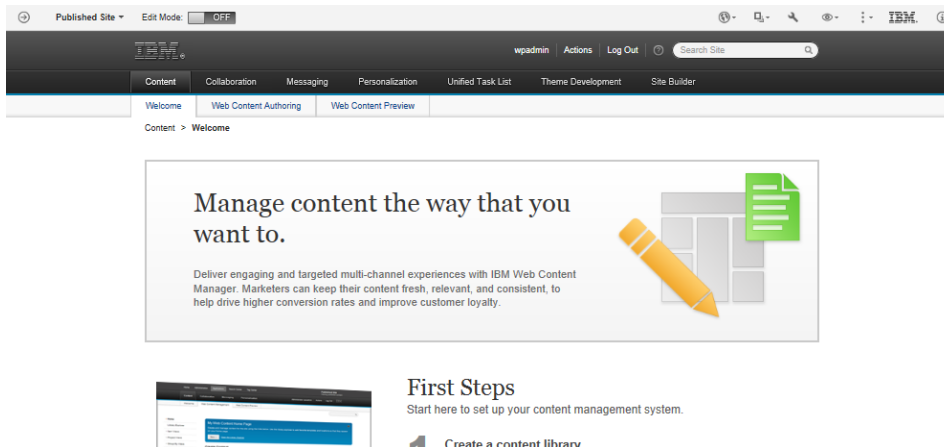 Published Site Edit Mode: OFF IBM.
IBM.
wpadmin Actions Log Out Search Site
Content Collaboration Messaging Personalization Unified Task List Theme Development Site Builder
Welcome Web Content Authoring Web Content Preview
Content > Welcome
Manage content the way that you
want to.
Deliver engaging and targeted multi-channel experiences with IBM Web Content
Manager. Marketers can keep their content fresh, relevant, and consistent, to
help drive higher conversion rates and improve customer loyalty.
First Steps
Start here to set up your content management system.
1 Create a content library